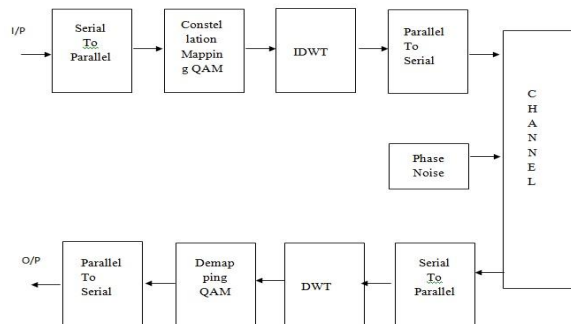 I/P
Serial
To
Parallel
Constel
lation
Mappin
g QAM
IDWT
Parallel
To
Serial
C
H
A
N
N
E
L
Phase
Noise
O/P
Parallel
To
Serial
Demap
ping
QAM
DWT
Serial
To
Parallel